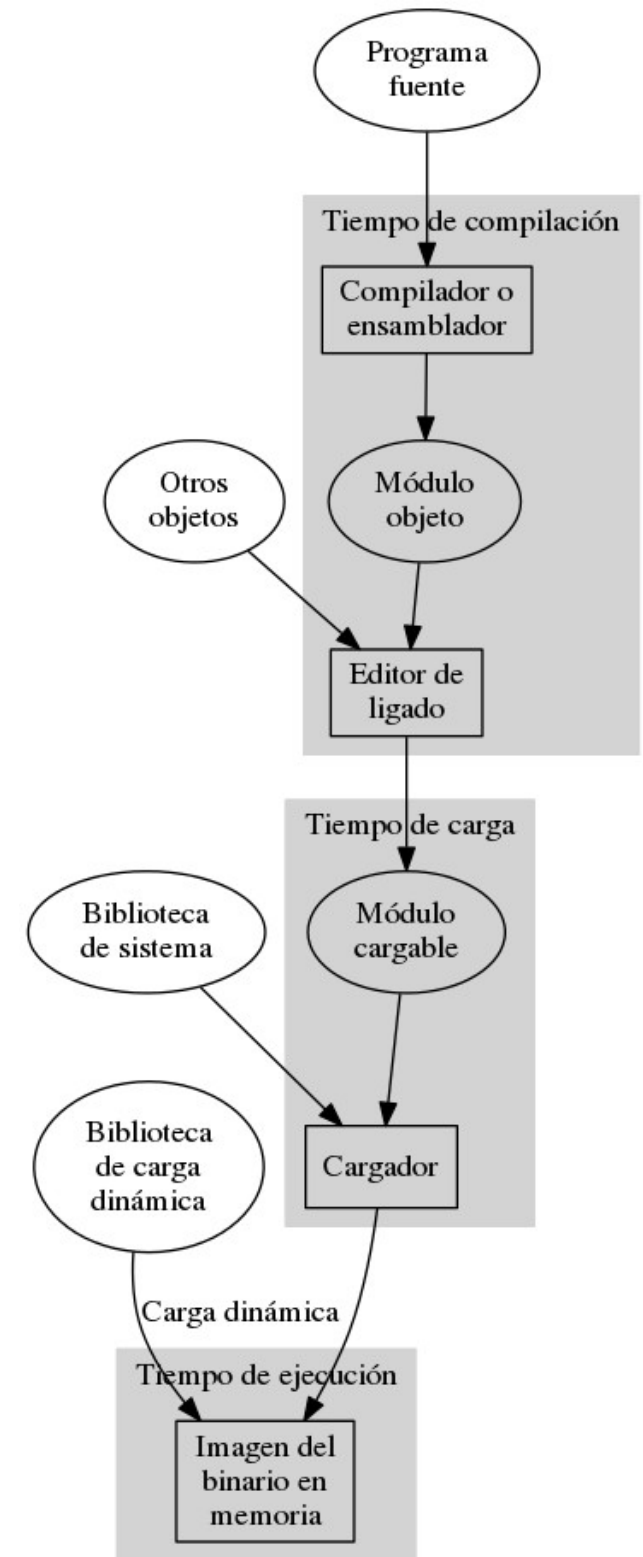 Programa
fuente
Tiempo de compilación
Compilador o
ensamblador
Otros
objetos
Módulo
objeto
Editor de
ligado
Tiempo de carga
Biblioteca
de sistema
Módulo
cargable
Biblioteca
de carga
dinámica
Cargador
Carga dinámica
Tiempo de ejecución
Imagen del
binario en
memoria